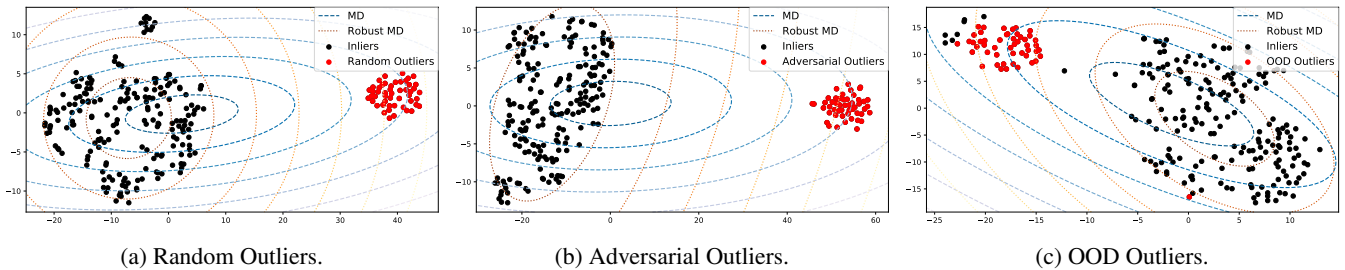 10
5
0
−5
−10
−20
−10
0
10
20
30
40
MD
Robust MD
Inliers
Random Outliers
(a) Random Outliers.
10
5
0
−5
−10
−20
0
20
40
60
MD
Robust MD
Inliers
Adversarial Outliers
(b) Adversarial Outliers.
15
10
5
0
−5
−10
−15
−25
−20
−15
−10
−5
0
5
10
MD
Robust MD
Inliers
OOD Outliers
(c) OOD Outliers.